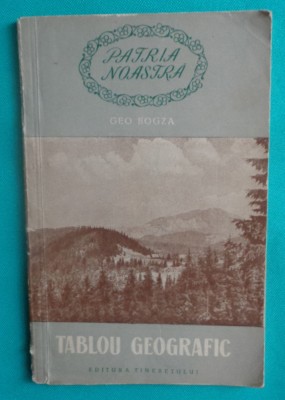 PATRIA
NOASTRĂ
GEO BOGZA
TABLOU GEOGRAFIC
EDITURA TINERETULUI